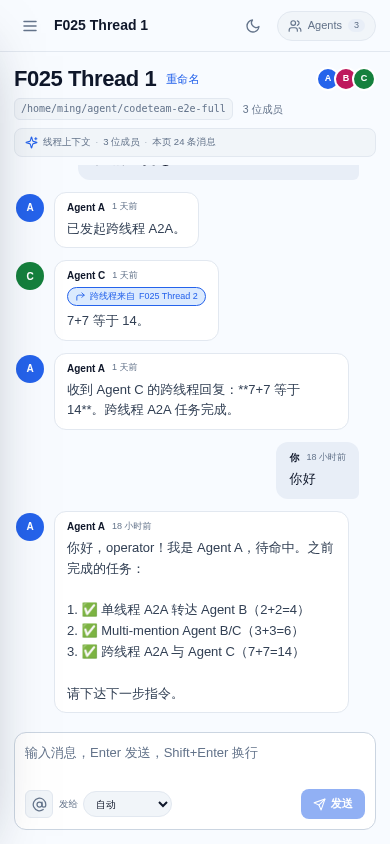 F025 Thread 1
Agents 3
F025 Thread 1 重命名
A B C
/home/ming/agent/codeteam-e2e-full 3 位成员
线程上下文 · 3 位成员 · 本页 24 条消息
A
Agent A 1 天前
已发起跨线程 A2A。
C
Agent C 1 天前
跨线程来自 F025 Thread 2
7+7 等于 14。
A
Agent A 1 天前
收到 Agent C 的跨线程回复：**7+7 等于
14**。跨线程 A2A 任务完成。
你 18 小时前
你好
A
Agent A 18 小时前
你好，operator！我是 Agent A，待命中。之前
完成的任务：
1. ✅ 单线程 A2A 转达 Agent B（2+2=4）
2. ✅ Multi-mention Agent B/C（3+3=6）
3. ✅ 跨线程 A2A 与 Agent C（7+7=14）
请下达下一步指令。
输入消息，Enter 发送，Shift+Enter 换行
发给 自动 发送